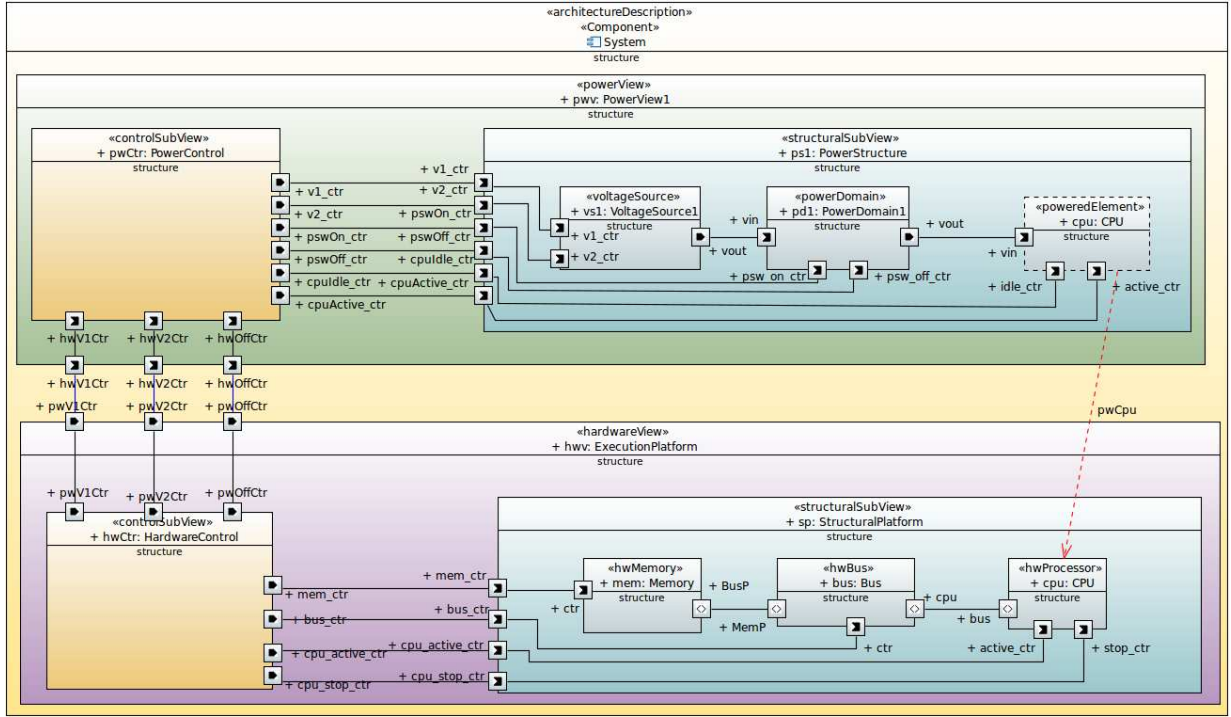 «architectureDescription»
«Component»
System
structure
«powerView»
+ pwv: PowerView1
structure
«controlSubView»
+ pwCtr: PowerControl
structure
+ v1_ctr
+ v2_ctr
+ pswOn_ctr
+ pswOff_ctr
+ cpuIdle_ctr
+ cpuActive_ctr
+ v1_ctr
+ v2_ctr
+ pswOn_ctr
+ pswOff_ctr
+ cpuIdle_ctr
+ cpuActive_ctr
«structuralSubView»
+ ps1: PowerStructure
structure
«voltageSource»
+ vs1: VoltageSource1
structure
+ v1_ctr
+ v2_ctr
+ vout
+ vin
«powerDomain»
+ pd1: PowerDomain1
structure
+ psw_on_ctr
+ psw_off_ctr
+ vout
+ vin
«poweredElement»
+ cpu: CPU
structure
+ idle_ctr
+ active_ctr
+ hwV1Ctr
+ hwV2Ctr
+ hwOffCtr
+ hwV1Ctr
+ hwV2Ctr
+ hwOffCtr
+ pwV1Ctr
+ pwV2Ctr
+ pwOffCtr
pwCpu
«hardwareView»
+ hwv: ExecutionPlatform
structure
+ pwV1Ctr
+ pwV2Ctr
+ pwOffCtr
«controlSubView»
+ hwCtr: HardwareControl
structure
+ mem_ctr
+ bus_ctr
+ cpu_active_ctr
+ cpu_stop_ctr
+ mem_ctr
+ bus_ctr
+ cpu_active_ctr
+ cpu_stop_ctr
«structuralSubView»
+ sp: StructuralPlatform
structure
«hwMemory»
+ mem: Memory
structure
+ ctr
+ BusP
+ MemP
«hwBus»
+ bus: Bus
structure
+ ctr
+ cpu
+ bus
«hwProcessor»
+ cpu: CPU
structure
+ active_ctr
+ stop_ctr